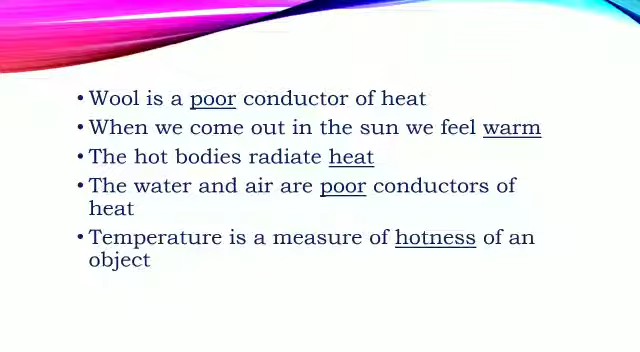 • Wool is a poor conductor of heat
• When we come out in the sun we feel warm
• The hot bodies radiate heat
• The water and air are poor conductors of
heat
• Temperature is a measure of hotness of an
object